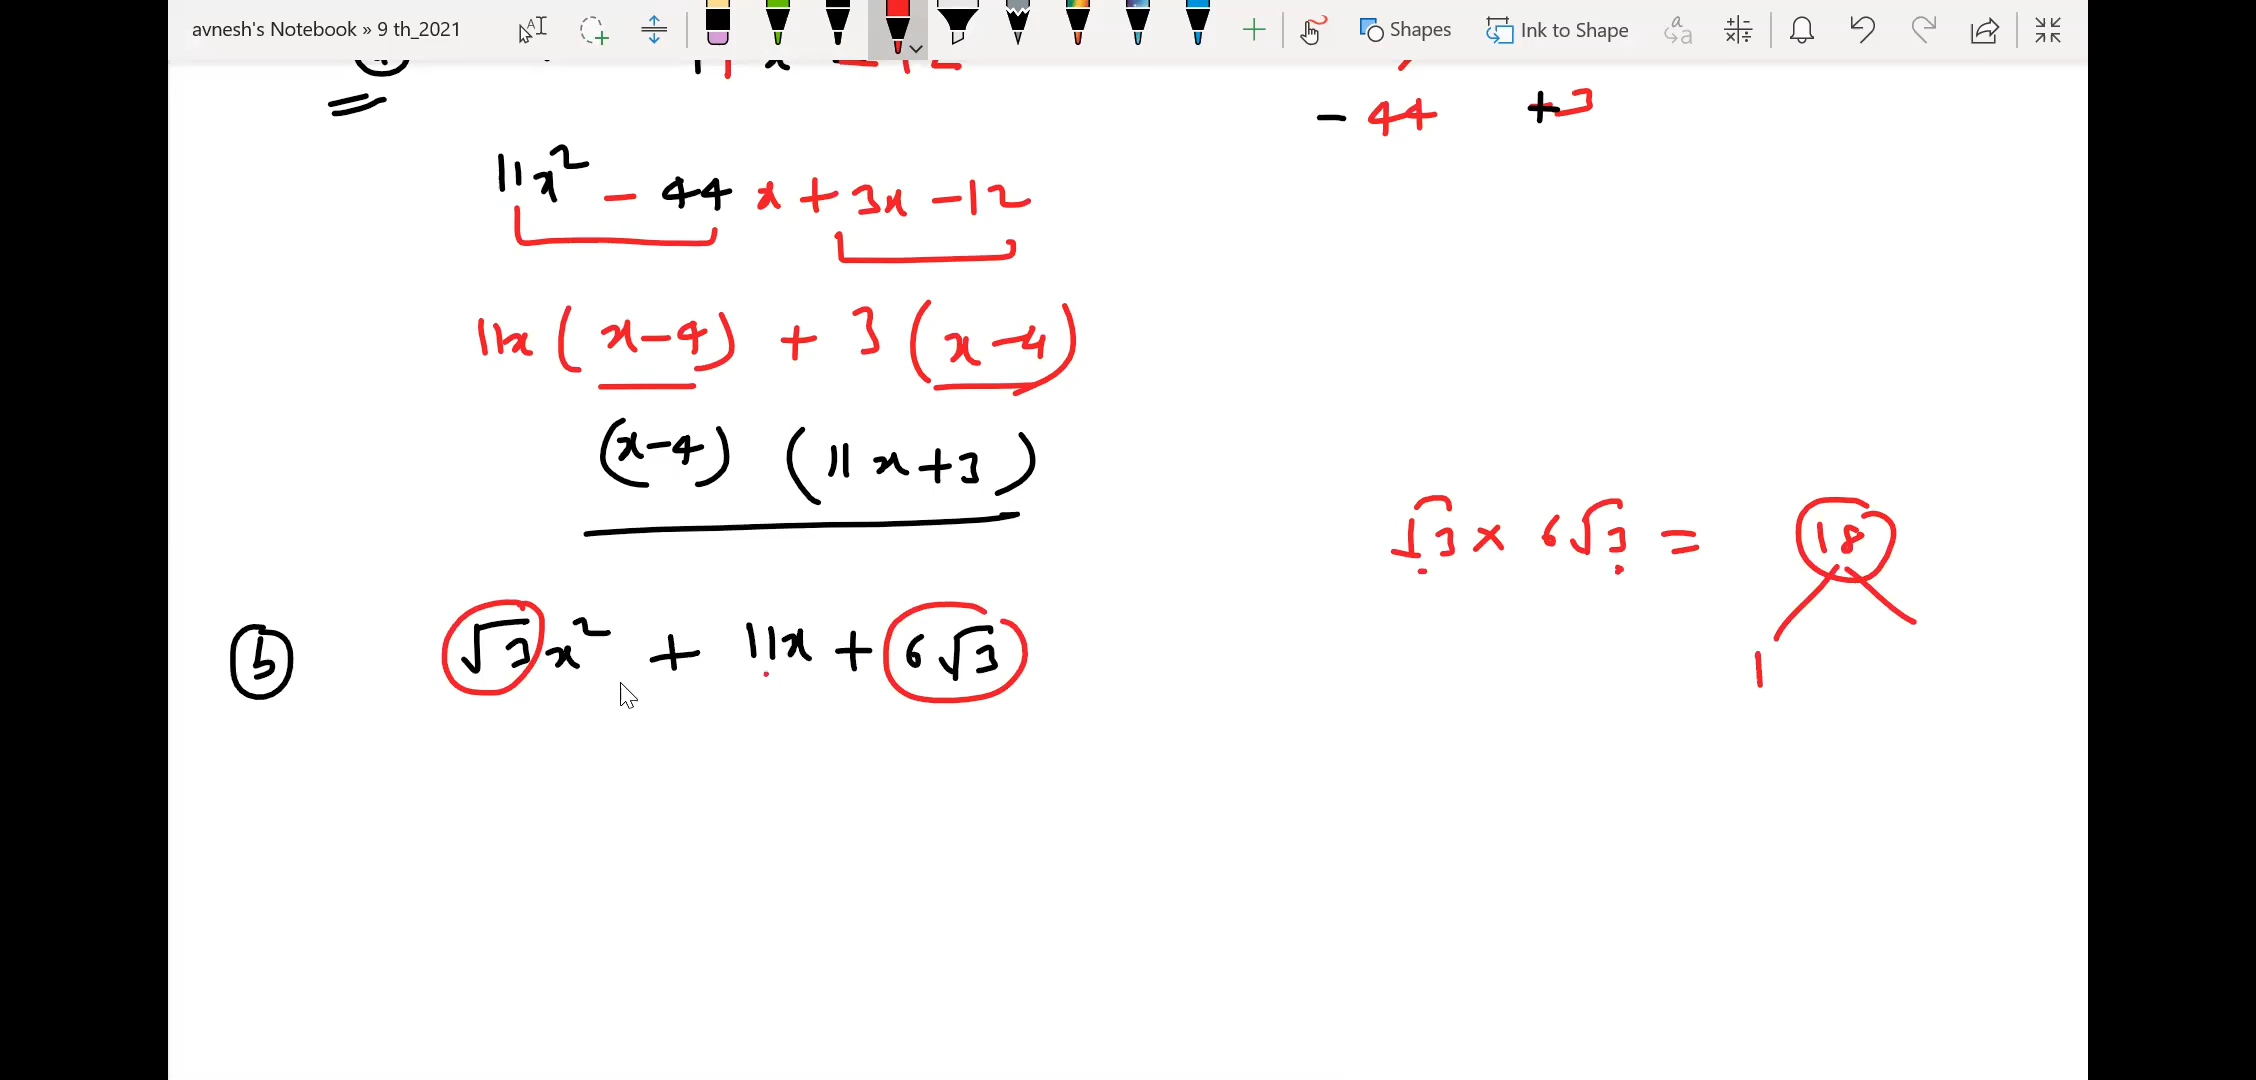 avnesh's Notebook » 9 th_2021
Shapes
Ink to Shape
- 44 +3
11x² - 44x + 3x - 12
11x (x-4) + 3 (x-4)
(x-4) (11x+3)
√3 × 6√3 = 18
1
(b) √3x² + 11x + 6√3